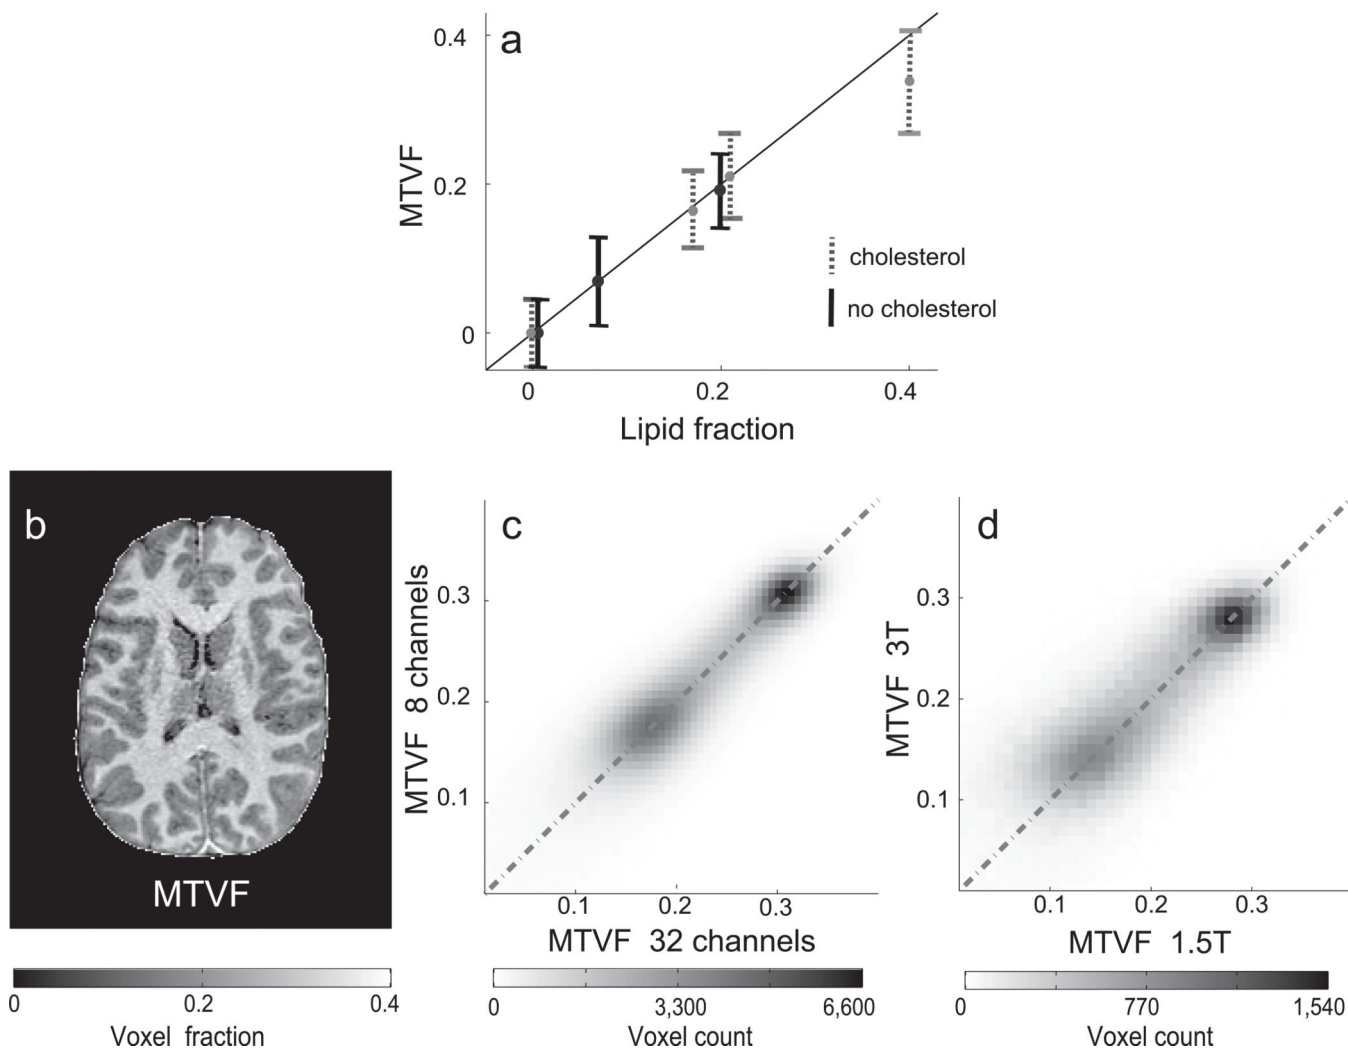 a
0.4
0.2
0
MTVF
cholesterol
no cholesterol
0 0.2 0.4
Lipid fraction
b
MTVF
0 0.2 0.4
Voxel fraction
c
0.3
0.2
0.1
MTVF 8 channels
0.1 0.2 0.3
MTVF 32 channels
0 3,300 6,600
Voxel count
d
0.3
0.2
0.1
MTVF 3T
0.1 0.2 0.3
MTVF 1.5T
0 770 1,540
Voxel count